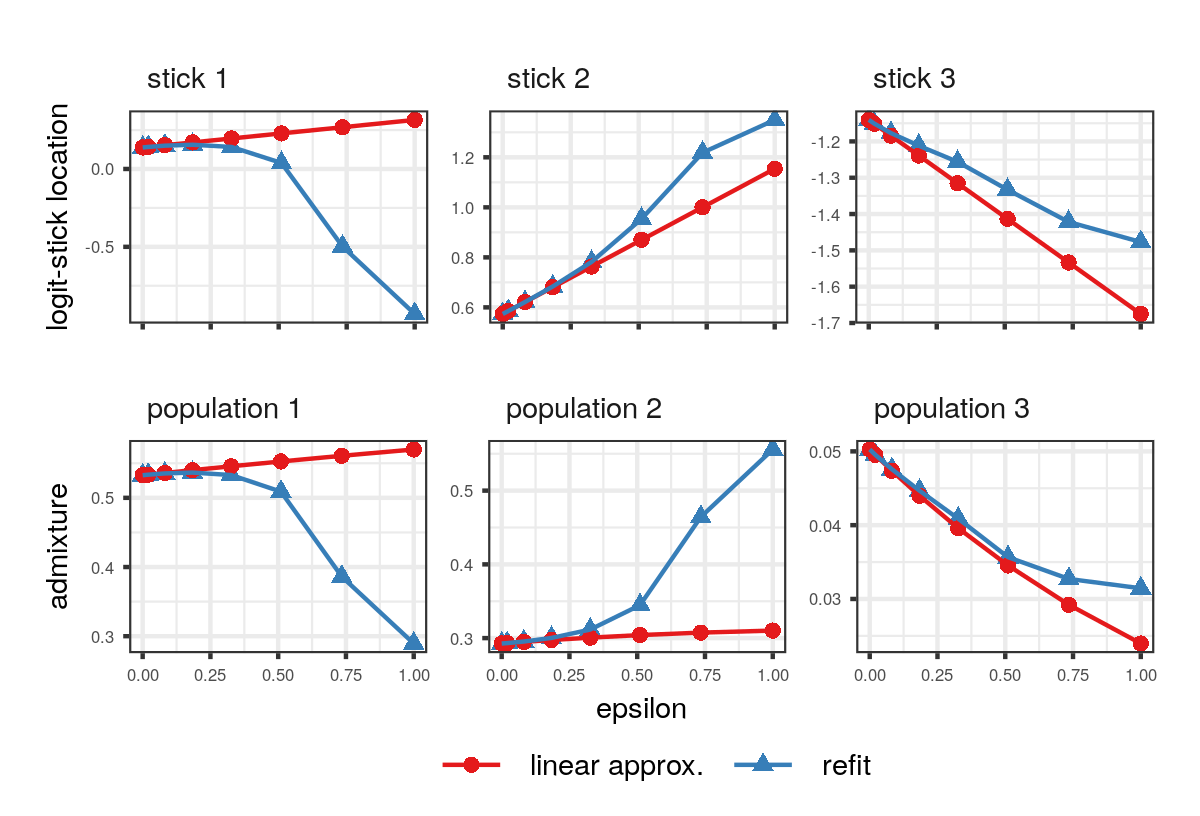 stick 1
stick 2
stick 3
logit-stick location
0.0
-0.5
1.2
1.0
0.8
0.6
-1.2
-1.3
-1.4
-1.5
-1.6
-1.7
population 1
population 2
population 3
admixture
0.5
0.4
0.3
0.5
0.4
0.3
0.05
0.04
0.03
0.00 0.25 0.50 0.75 1.00
0.00 0.25 0.50 0.75 1.00
0.00 0.25 0.50 0.75 1.00
epsilon
linear approx. refit